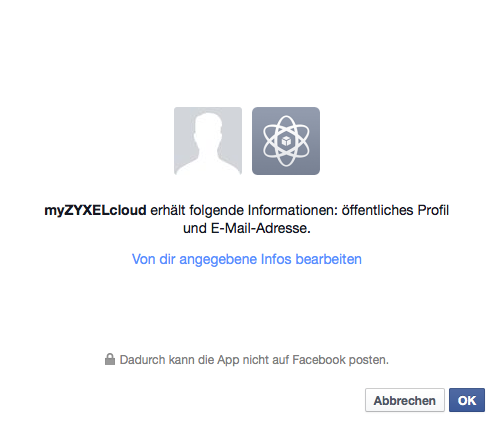 myZYXELcloud erhält folgende Informationen: öffentliches Profil
und E-Mail-Adresse.
Von dir angegebene Infos bearbeiten
Dadurch kann die App nicht auf Facebook posten.
Abbrechen OK